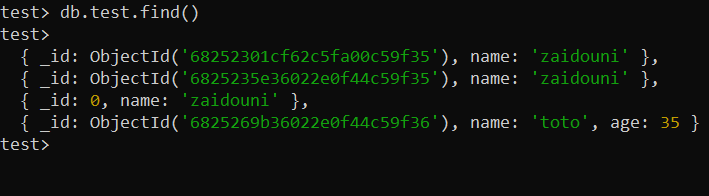 test> db.test.find()
test>
  { _id: ObjectId('68252301cf62c5fa00c59f35'), name: 'zaidouni' },
  { _id: ObjectId('6825235e36022e0f44c59f35'), name: 'zaidouni' },
  { _id: 0, name: 'zaidouni' },
  { _id: ObjectId('6825269b36022e0f44c59f36'), name: 'toto', age: 35 }
test>